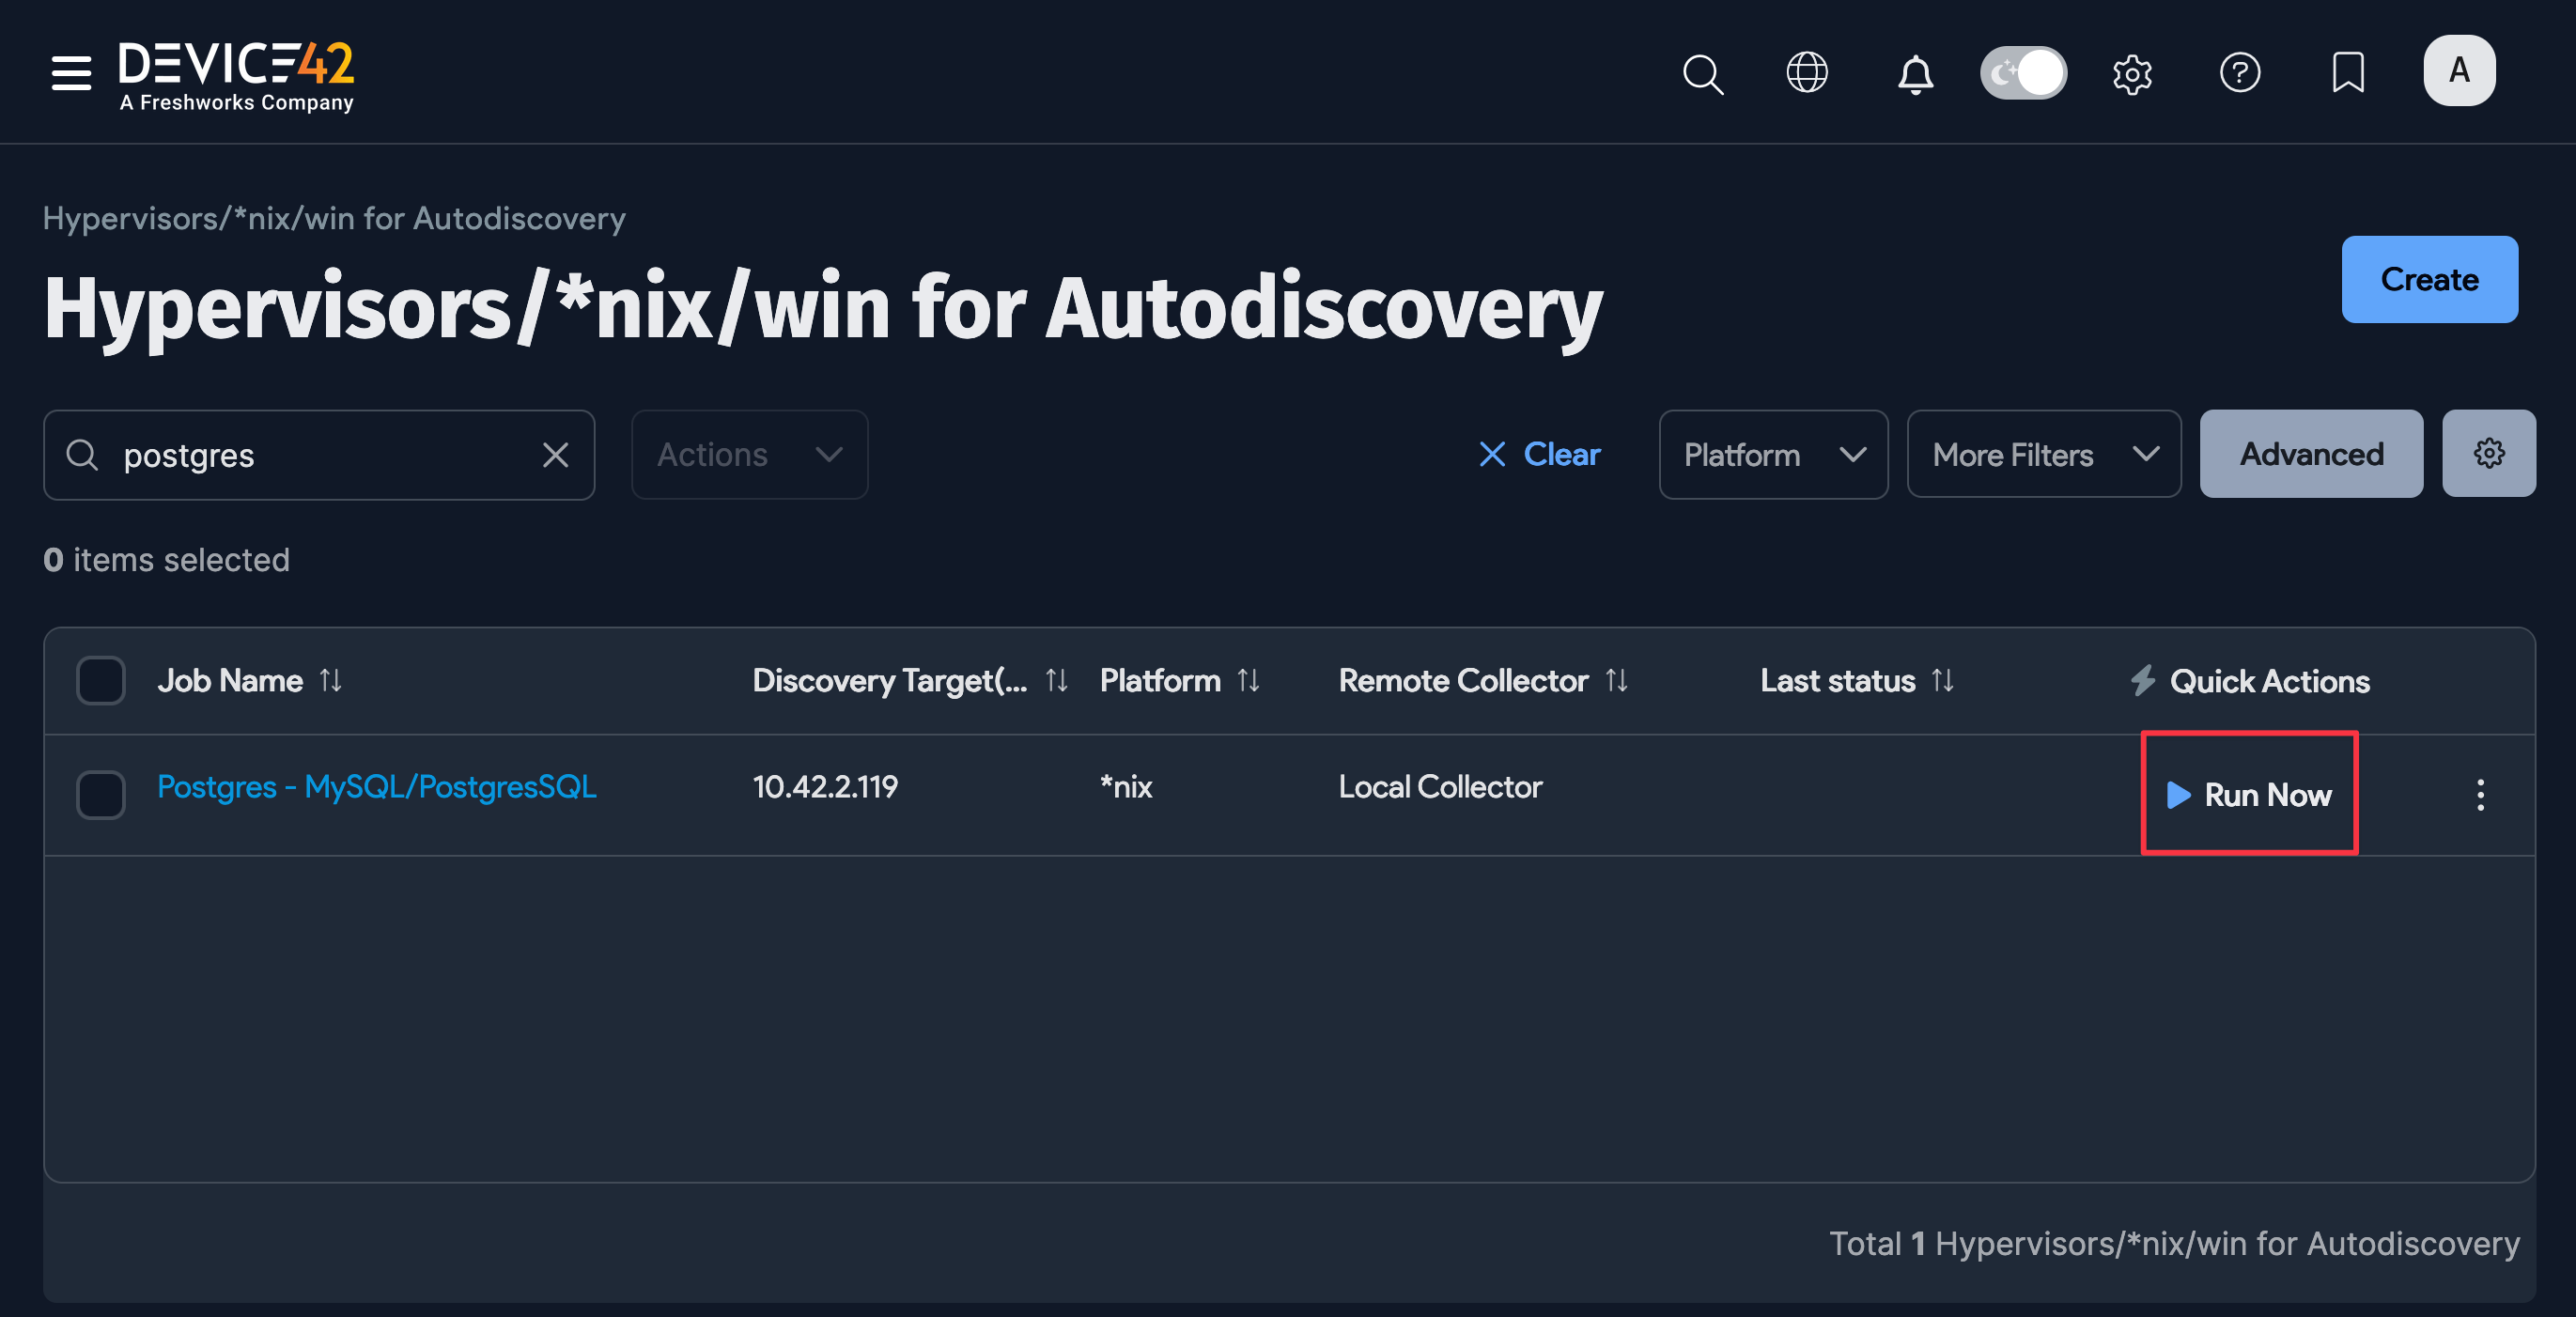 DEVICE42
A Freshworks Company
A
Hypervisors/*nix/win for Autodiscovery
Hypervisors/*nix/win for Autodiscovery
Create
postgres
Actions
Clear
Platform
More Filters
Advanced
0 items selected
Job Name
Discovery Target(...
Platform
Remote Collector
Last status
Quick Actions
Postgres - MySQL/PostgresSQL
10.42.2.119
*nix
Local Collector
Run Now
Total 1 Hypervisors/*nix/win for Autodiscovery